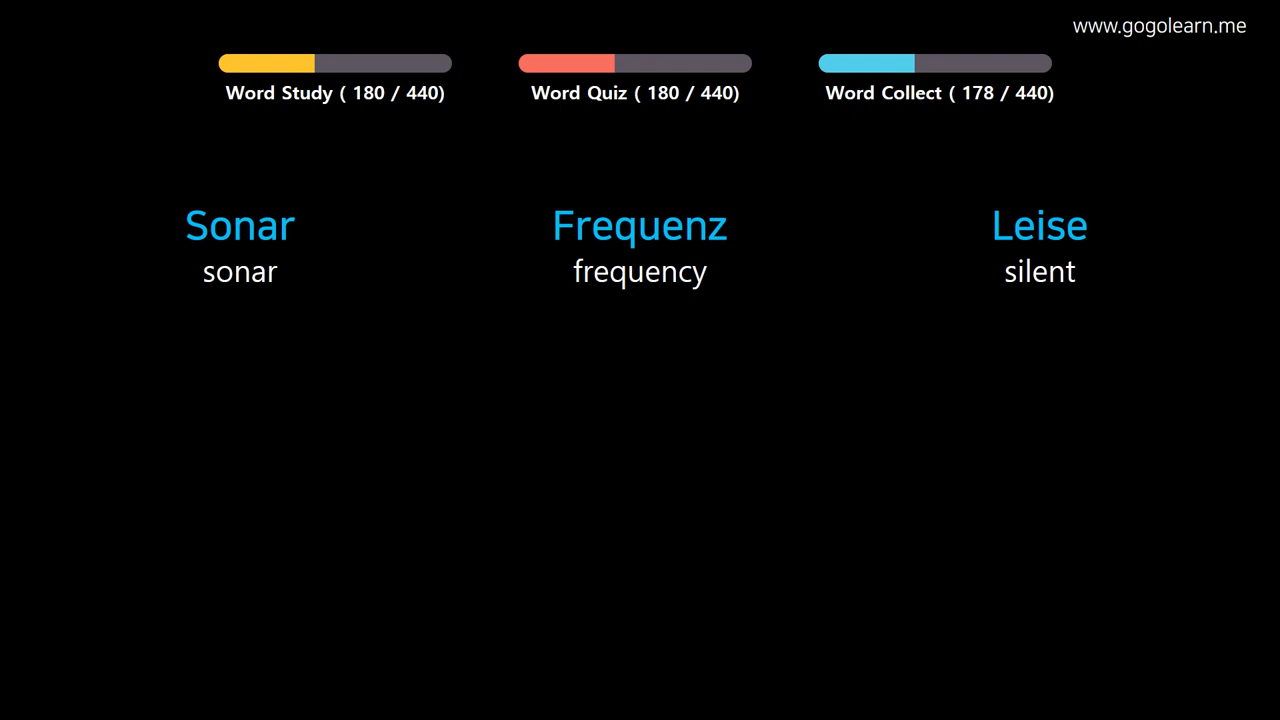 www.gogolearn.me
Word Study ( 180 / 440)
Word Quiz ( 180 / 440)
Word Collect ( 178 / 440)
Sonar
sonar
Frequenz
frequency
Leise
silent